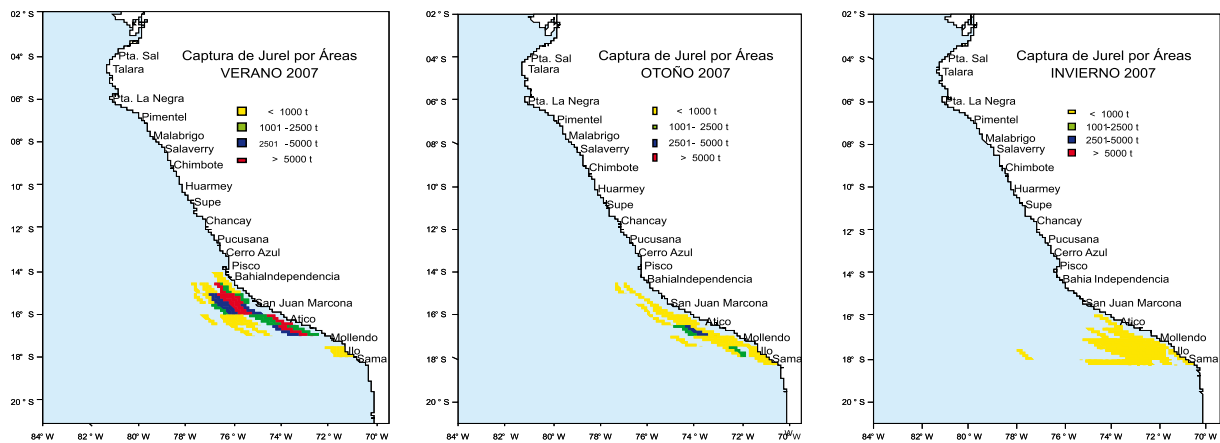 02° S
04° S
06° S
08° S
10° S
12° S
14° S
16° S
18° S
20° S
84° W
82° W
80° W
78° W
76° W
74° W
72° W
70° W
Captura de Jurel por Áreas
VERANO 2007
< 1000 t
1001 -2500 t
2501 -5000 t
> 5000 t
Pta. Sal
Talara
Pta. La Negra
Pimentel
Malabrigo
Salaverry
Chimbote
Huarmey
Supe
Chancay
Pucusana
Cerro Azul
Pisco
BahiaIndependencia
San Juan Marcona
Atico
Mollendo
Ilo
Sama
02° S
04° S
06° S
08° S
10° S
12° S
14° S
16° S
18° S
20° S
84° W
82° W
80° W
78° W
76° W
74° W
72° W
70° W
W
Captura de Jurel por Áreas
OTOÑO 2007
< 1000 t
1001- 2500 t
2501- 5000 t
> 5000 t
Pta. Sal
Talara
Pta. La Negra
Pimentel
Malabrigo
Salaverry
Chimbote
Huarmey
Supe
Chancay
Pucusana
Cerro Azul
Pisco
BahiaIndependencia
San Juan Marcona
Atico
Mollendo
Ilo
Sama
02° S
04° S
06° S
08° S
10° S
12° S
14° S
16° S
18° S
20° S
84° W
82° W
80° W
78° W
76° W
74° W
72° W
70° W
Captura de Jurel por Áreas
INVIERNO 2007
< 1000 t
1001-2500 t
2501-5000 t
> 5000 t
Pta. Sal
Talara
Pta. La Negra
Pimentel
Malabrigo
Salaverry
Chimbote
Huarmey
Supe
Chancay
Pucusana
Cerro Azul
Pisco
Bahia Independencia
San Juan Marcona
Atico
Mollendo
Ilo
Sama